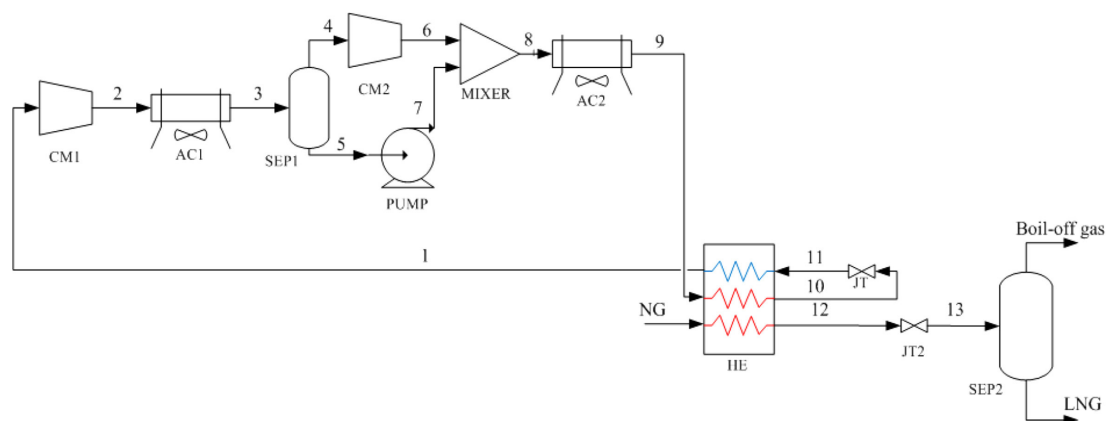 4
6
8
9
CM2
MIXER
AC2
2
3
7
CM1
AC1
SEP1
5
PUMP
1
11
JT
10
NG
12
13
HE
JT2
Boil-off gas
SEP2
LNG